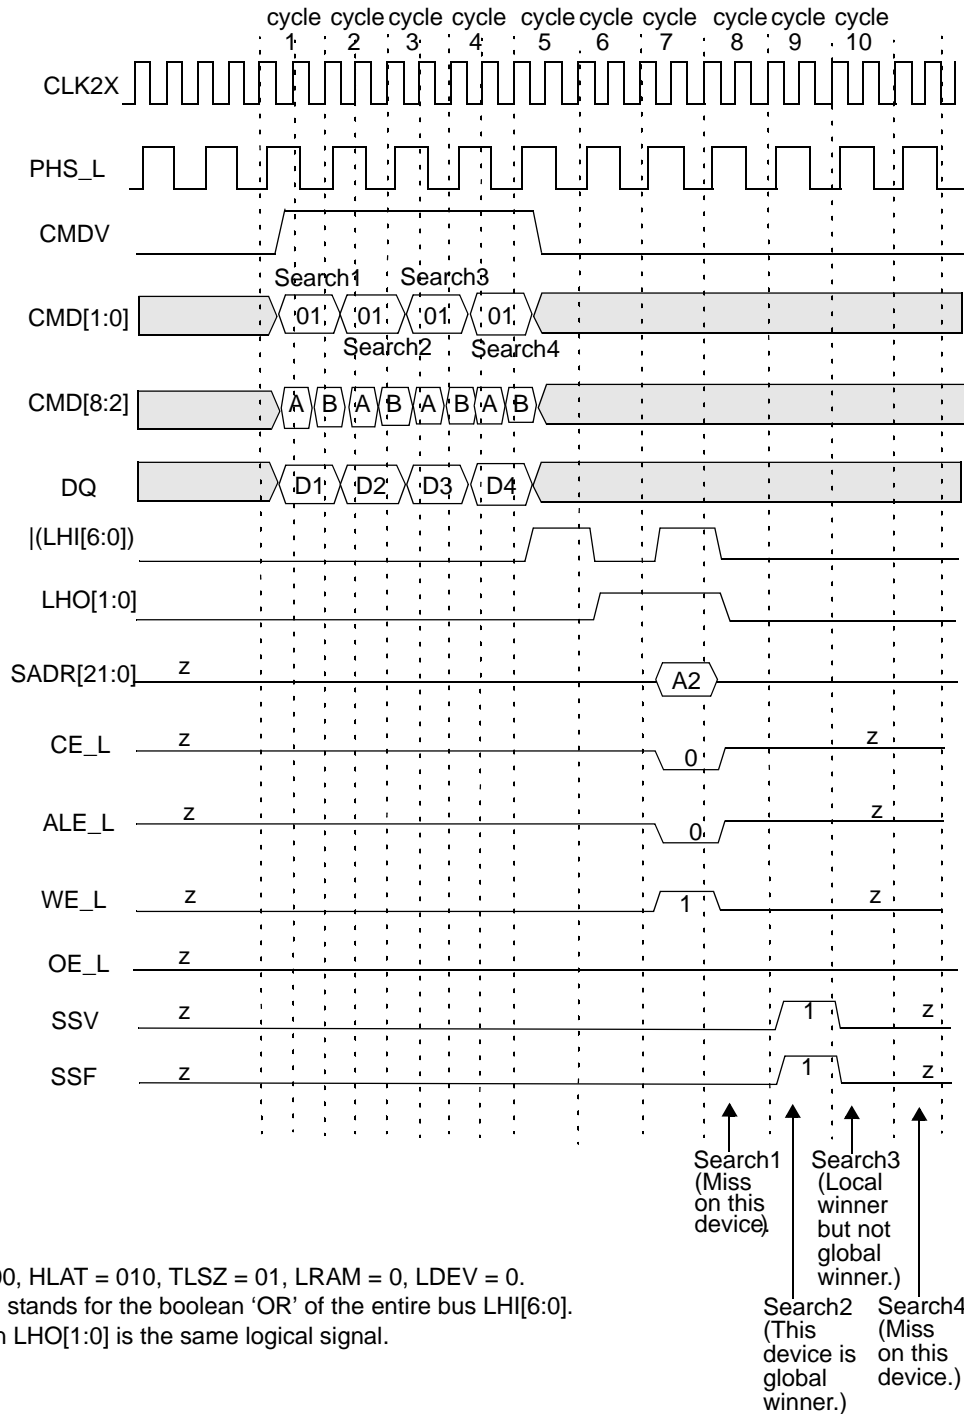 cycle cycle cycle cycle cycle cycle cycle cycle cycle cycle
1 2 3 4 5 6 7 8 9 10
CLK2X
PHS_L
CMDV
Search1 Search3
CMD[1:0] 01 01 01 01
Search2 Search4
CMD[8:2] A B A B A B A B
DQ D1 D2 D3 D4
|(LHI[6:0])
LHO[1:0]
SADR[21:0] z A2
CE_L z 0 z
ALE_L z 0 z
WE_L z 1 z
OE_L z
SSV z 1 z
SSF z 1 z
Search1
(Miss
on this
device).
Search3
(Local
winner
but not
global
winner.)
Search2
(This
device is
global
winner.)
Search4
(Miss
on this
device.)
0, HLAT = 010, TLSZ = 01, LRAM = 0, LDEV = 0.
stands for the boolean 'OR' of the entire bus LHI[6:0].
LHO[1:0] is the same logical signal.